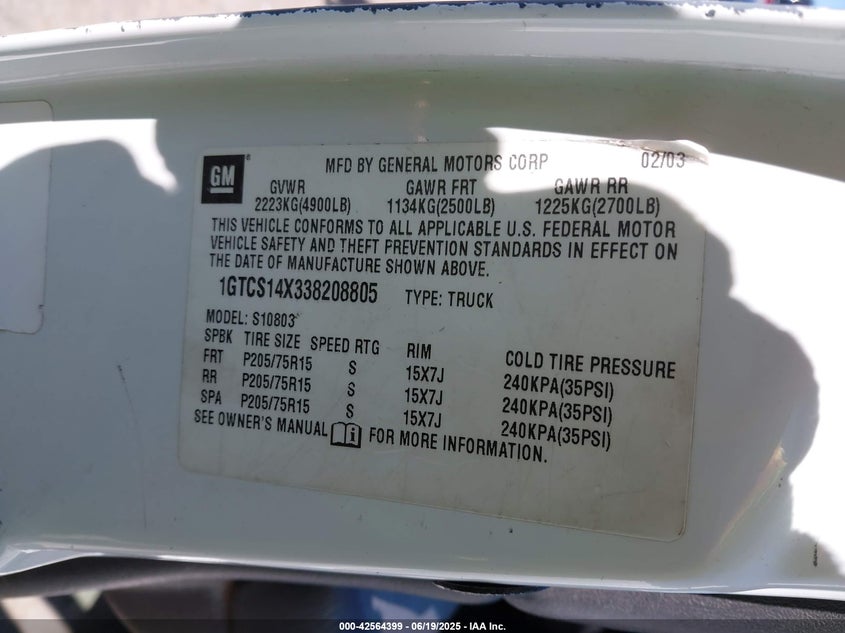 GM ® MFD BY GENERAL MOTORS CORP 02/03
GVWR GAWR FRT GAWR RR
2223KG(4900LB) 1134KG(2500LB) 1225KG(2700LB)
THIS VEHICLE CONFORMS TO ALL APPLICABLE U.S. FEDERAL MOTOR
VEHICLE SAFETY AND THEFT PREVENTION STANDARDS IN EFFECT ON
THE DATE OF MANUFACTURE SHOWN ABOVE.
1GTCS14X338208805 TYPE: TRUCK
MODEL: S10803
SPBK TIRE SIZE SPEED RTG RIM COLD TIRE PRESSURE
FRT P205/75R15 S 15X7J 240KPA(35PSI)
RR P205/75R15 S 15X7J 240KPA(35PSI)
SPA P205/75R15 S 15X7J 240KPA(35PSI)
SEE OWNER'S MANUAL i FOR MORE INFORMATION.
000-42564399 - 06/19/2025 - IAA Inc.